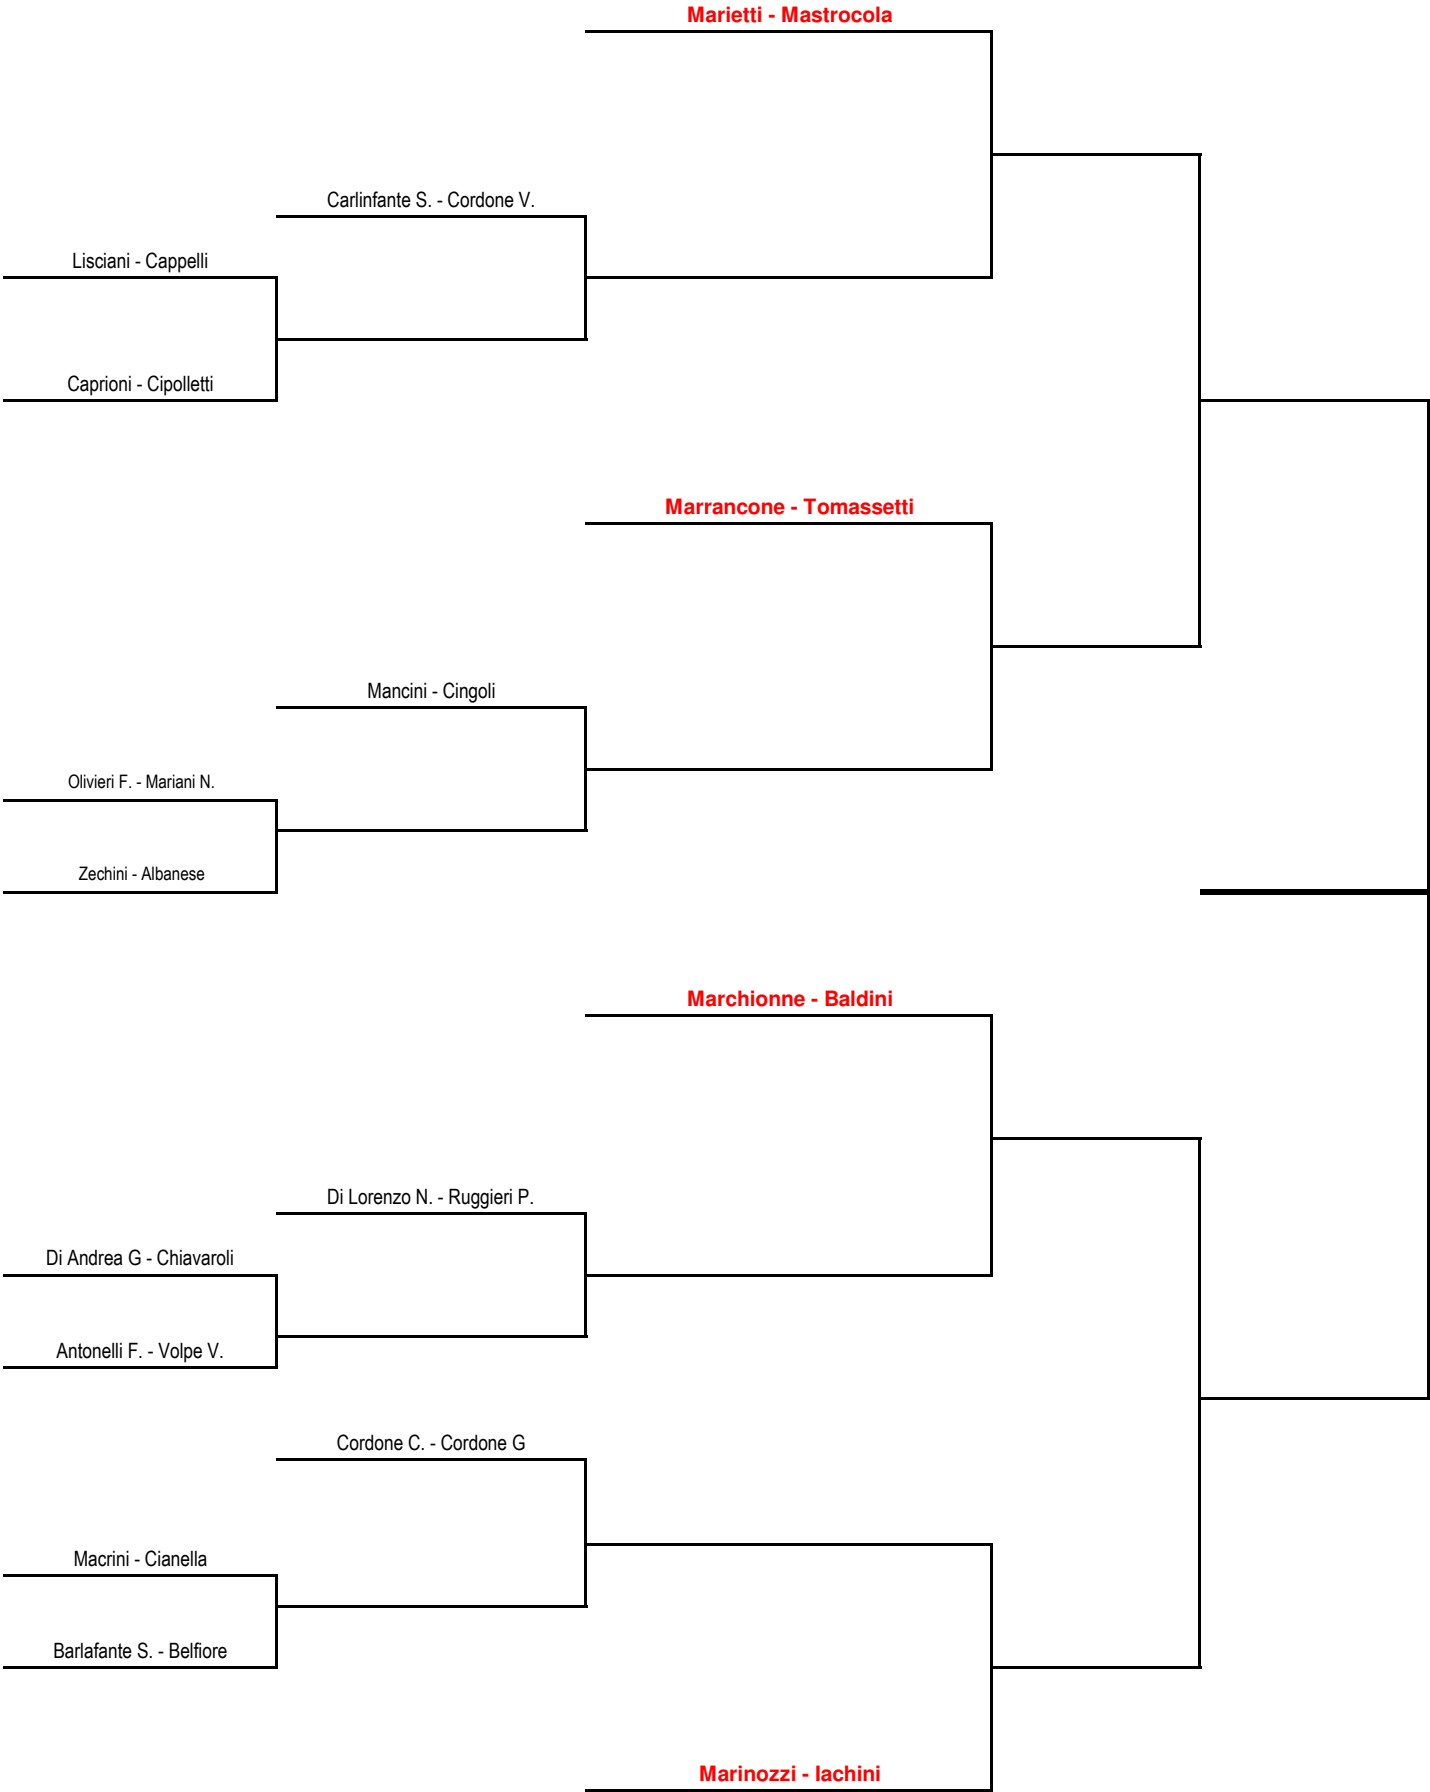 Marietti - Mastrocola
Carlinfante S. - Cordone V.
Lisciani - Cappelli
Caprioni - Cipolletti
Marrancone - Tomassetti
Mancini - Cingoli
Olivieri F. - Mariani N.
Zechini - Albanese
Marchionne - Baldini
Di Lorenzo N. - Ruggieri P.
Di Andrea G - Chiavaroli
Antonelli F. - Volpe V.
Cordone C. - Cordone G
Macrini - Cianella
Barlafante S. - Belfiore
Marinozzi - Iachini